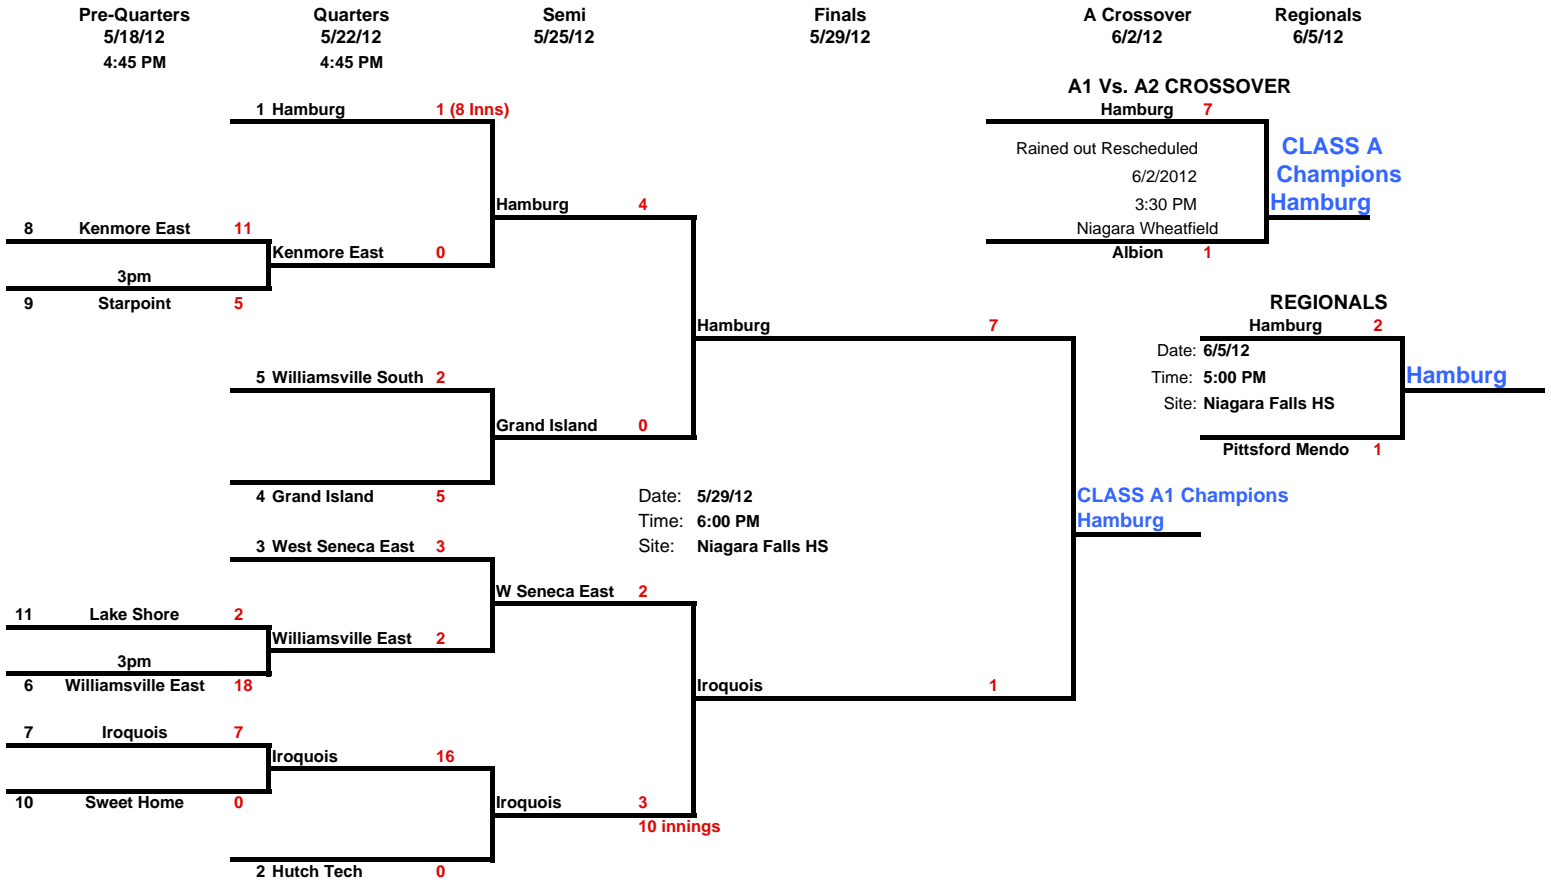 Pre-Quarters Quarters Semi Finals A Crossover Regionals
5/18/12 5/22/12 5/25/12 5/29/12 6/2/12 6/5/12
4:45 PM 4:45 PM
A1 Vs. A2 CROSSOVER
1 Hamburg 1 (8 Inns) Hamburg 7
Rained out Rescheduled CLASS A
6/2/2012 Champions
Hamburg 4 3:30 PM Hamburg
8 Kenmore East 11 Niagara Wheatfield
Kenmore East 0 Albion 1
3pm
9 Starpoint 5 REGIONALS
Hamburg 7 Hamburg 2
Date: 6/5/12
5 Williamsville South 2 Time: 5:00 PM Hamburg
Site: Niagara Falls HS
Grand Island 0
Pittsford Mendo 1
4 Grand Island 5 Date: 5/29/12 CLASS A1 Champions
Time: 6:00 PM Hamburg
3 West Seneca East 3 Site: Niagara Falls HS
W Seneca East 2
11 Lake Shore 2
Williamsville East 2
3pm
6 Williamsville East 18 Iroquois 1
7 Iroquois 7
Iroquois 16
10 Sweet Home 0 Iroquois 3
10 innings
2 Hutch Tech 0